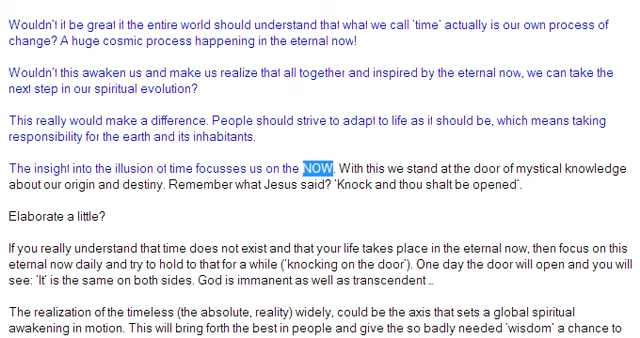 Wouldn't it be great it the entire world should understand that what we call 'time' actually is our own process of
change? A huge cosmic process happening in the eternal now!
Wouldn't this awaken us and make us realize that all together and inspired by the eternal now, we can take the
next step in our spiritual evolution?
This really would make a difference. People should strive to adapt to life as it should be, which means taking
responsibility for the earth and its inhabitants.
The insight into the illusion of time focusses us on the NOW. With this we stand at the door of mystical knowledge
about our origin and destiny. Remember what Jesus said? 'Knock and thou shalt be opened'.
Elaborate a little?
If you really understand that time does not exist and that your life takes place in the eternal now, then focus on this
eternal now daily and try to hold to that for a while ('knocking on the door'). One day the door will open and you will
see: 'It' is the same on both sides. God is immanent as well as transcendent ..
The realization of the timeless (the absolute, reality) widely, could be the axis that sets a global spiritual
awakening in motion. This will bring forth the best in people and give the so badly needed 'wisdom' a chance to